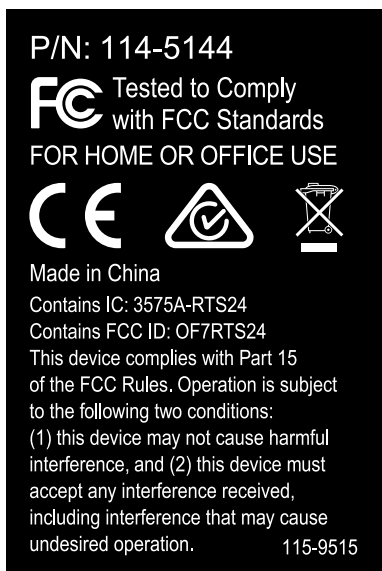 P/N: 114-5144
FC Tested to Comply
with FCC Standards
FOR HOME OR OFFICE USE
CE
Made in China
Contains IC: 3575A-RTS24
Contains FCC ID: OF7RTS24
This device complies with Part 15
of the FCC Rules. Operation is subject
to the following two conditions:
(1) this device may not cause harmful
interference, and (2) this device must
accept any interference received,
including interference that may cause
undesired operation. 115-9515